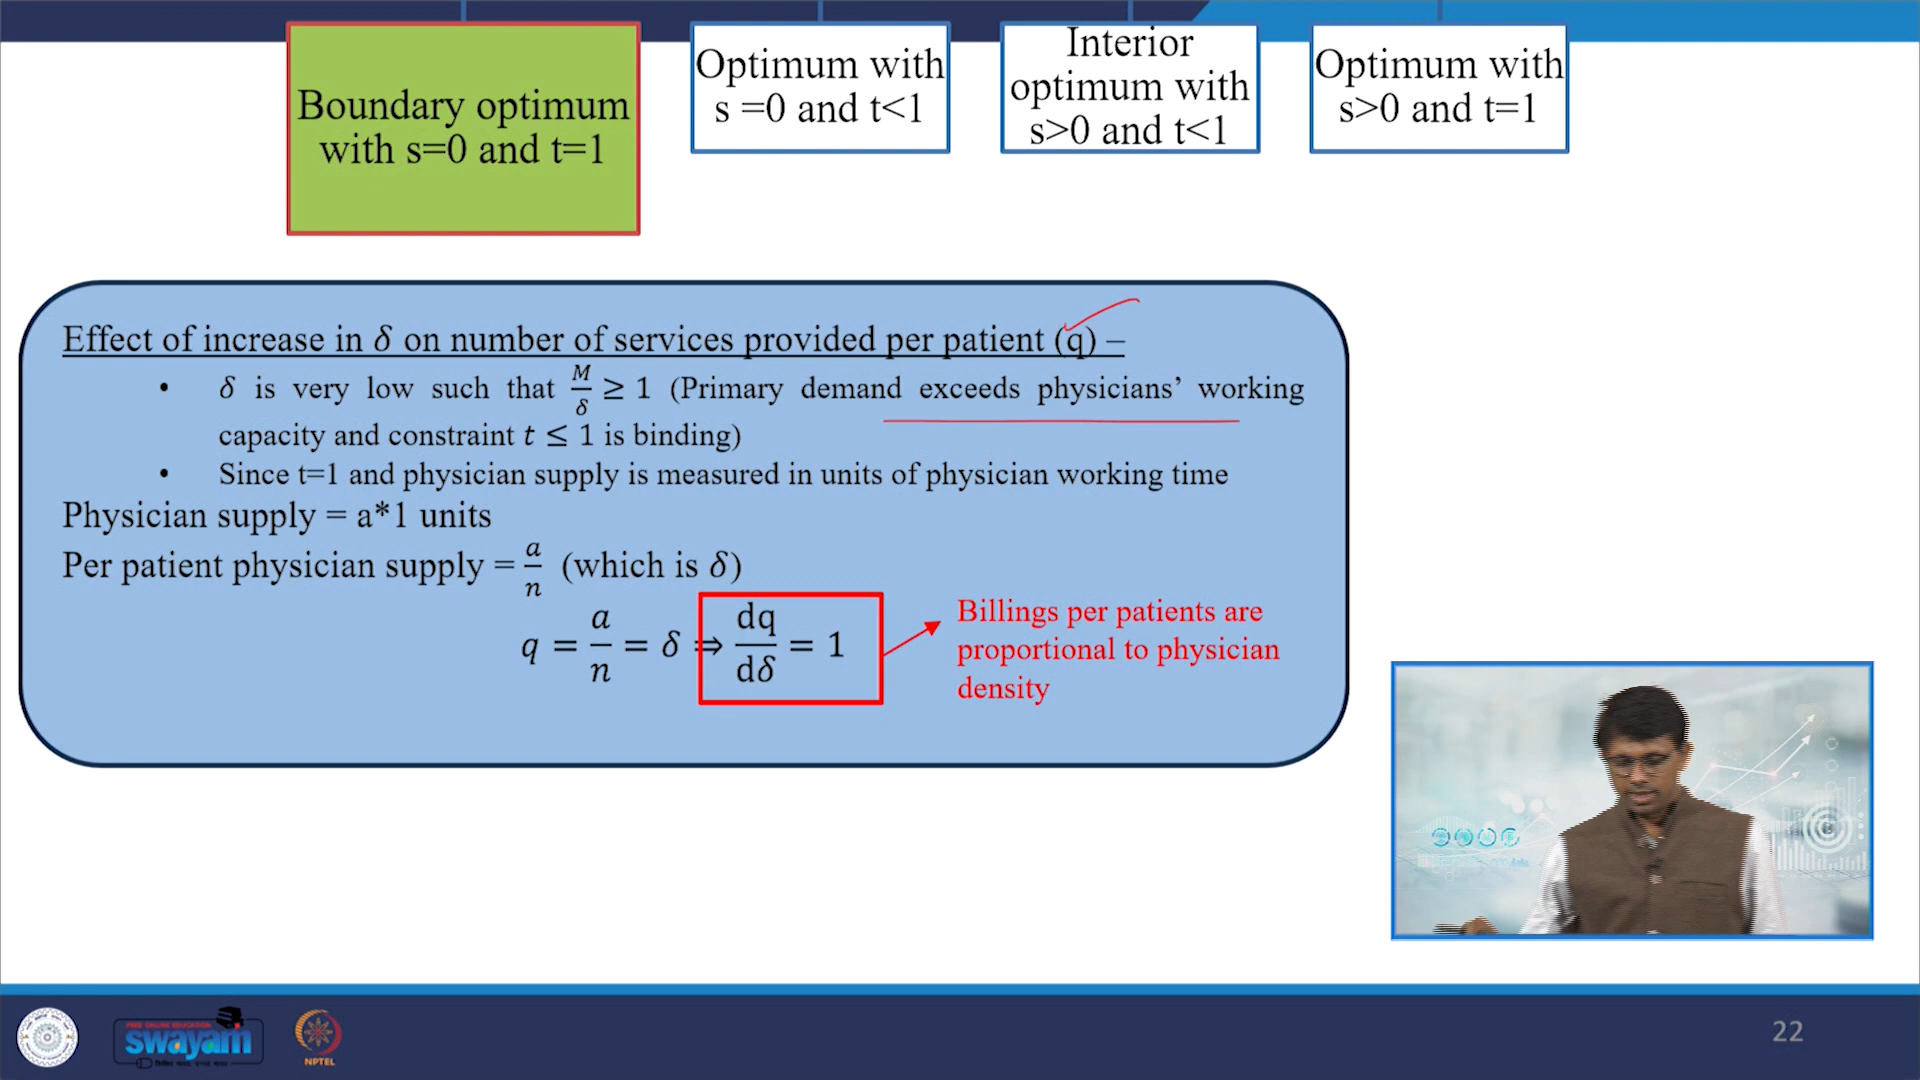 Boundary optimum
with s=0 and t=1
Optimum with
s =0 and t<1
Interior
optimum with
s>0 and t<1
Optimum with
s>0 and t=1
Effect of increase in δ on number of services provided per patient (q) –
• δ is very low such that M/δ ≥ 1 (Primary demand exceeds physicians’ working
capacity and constraint t ≤ 1 is binding)
• Since t=1 and physician supply is measured in units of physician working time
Physician supply = a*1 units
Per patient physician supply = a/n (which is δ)
q = a/n = δ ⇒ dq/dδ = 1
Billings per patients are
proportional to physician
density
FREE ONLINE EDUCATION
swayam
NPTEL
22